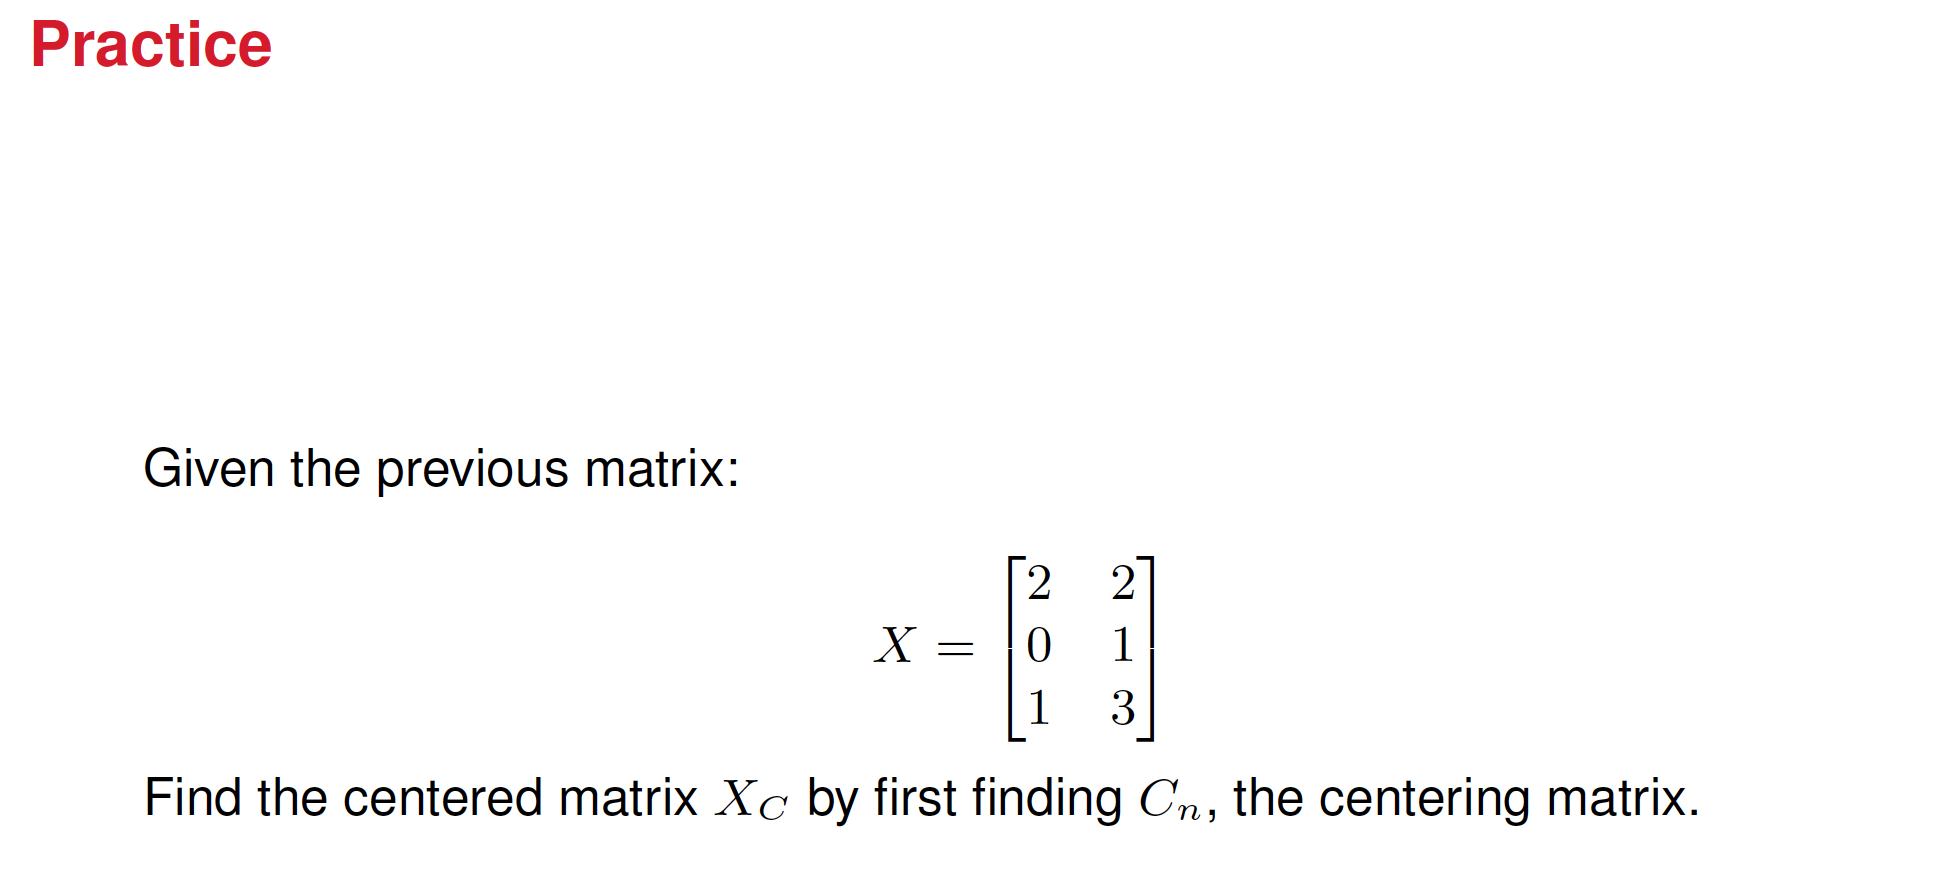 Practice
Given the previous matrix:
X = [2 2
0 1
1 3]
Find the centered matrix X_C by first finding C_n, the centering matrix.